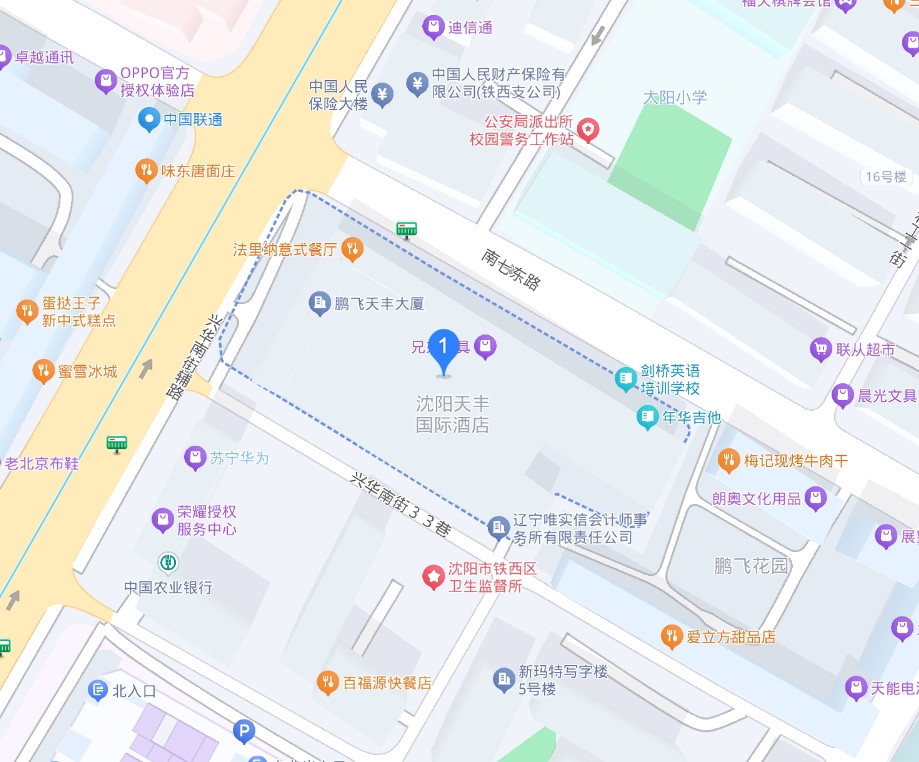 迪信通
卓越通讯
OPPO官方
授权体验店
中国人民
保险大楼
中国人民财产保险有
限公司(铁西支公司)
太阳小学
中国联通
公安局派出所
校园警务工作站
味东唐面庄
16号楼
法里纳意式餐厅
南七东路
鹏飞天丰大厦
蛋挞王子
新中式糕点
兴华南街辅路
1
联从超市
蜜雪冰城
剑桥英语
培训学校
晨光文具
沈阳天丰
国际酒店
年华吉他
老北京布鞋
苏宁华为
梅记现烤牛肉干
兴华南街33巷
朗奥文化用品
荣耀授权
服务中心
辽宁唯实信会计师事
务所有限责任公司
中国农业银行
沈阳市铁西区
卫生监督所
鹏飞花园
爱立方甜品店
北入口
百福源快餐店
新玛特写字楼
5号楼
P